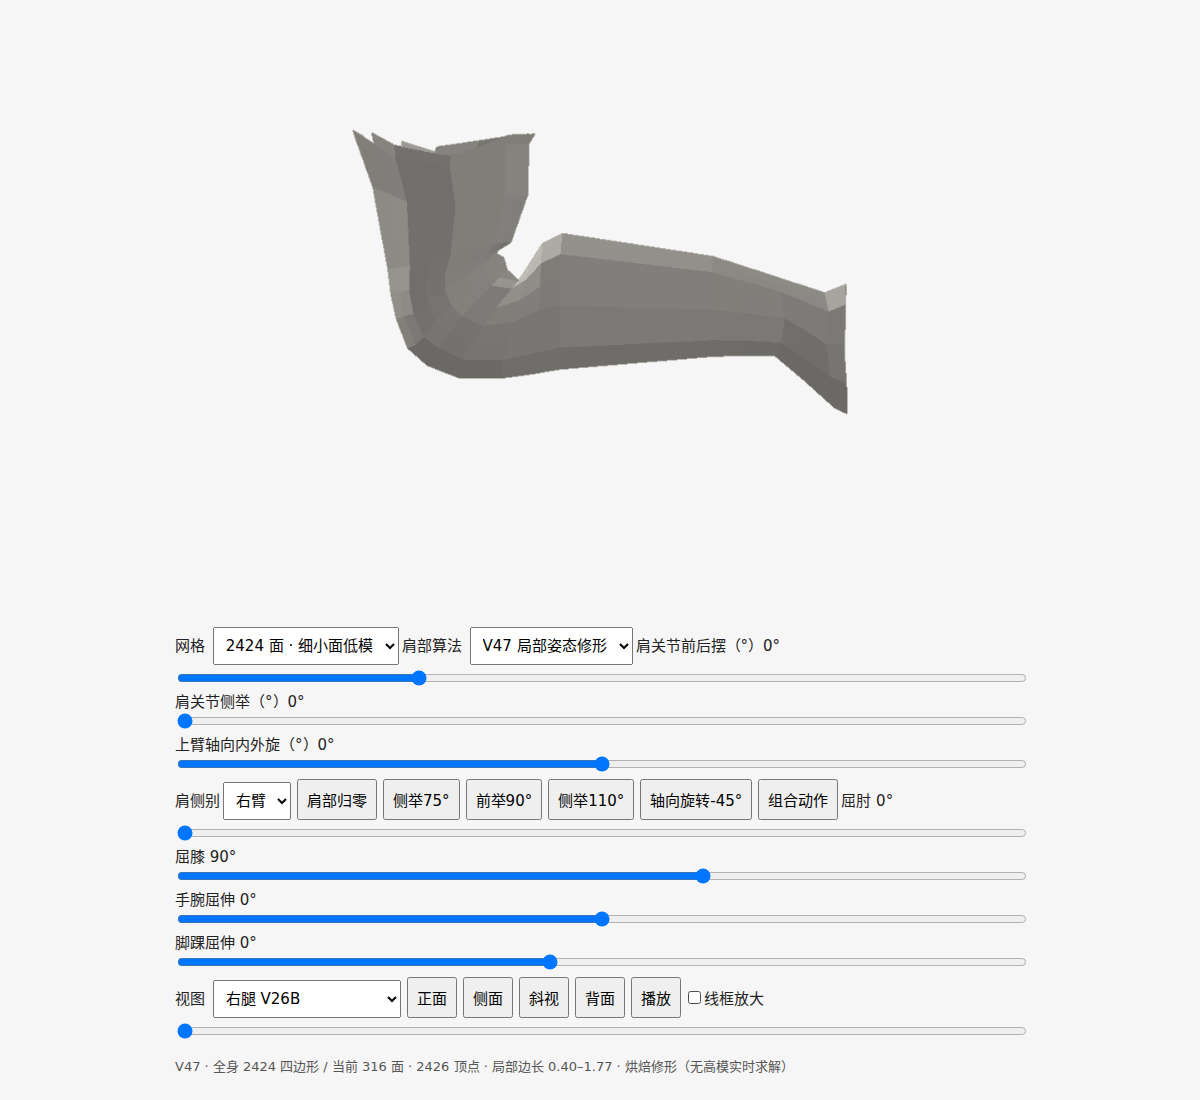 网格 2424 面 · 细小面低模 肩部算法 V47 局部姿态修形 肩关节前后摆（°）0°
肩关节侧举（°）0°
上臂轴向内外旋（°）0°
肩侧别 右臂 肩部归零 侧举75° 前举90° 侧举110° 轴向旋转-45° 组合动作 屈肘 0°
屈膝 90°
手腕屈伸 0°
脚踝屈伸 0°
视图 右腿 V26B 正面 侧面 斜视 背面 播放 线框放大
V47 · 全身 2424 四边形 / 当前 316 面 · 2426 顶点 · 局部边长 0.40–1.77 · 烘焙修形（无高模实时求解）